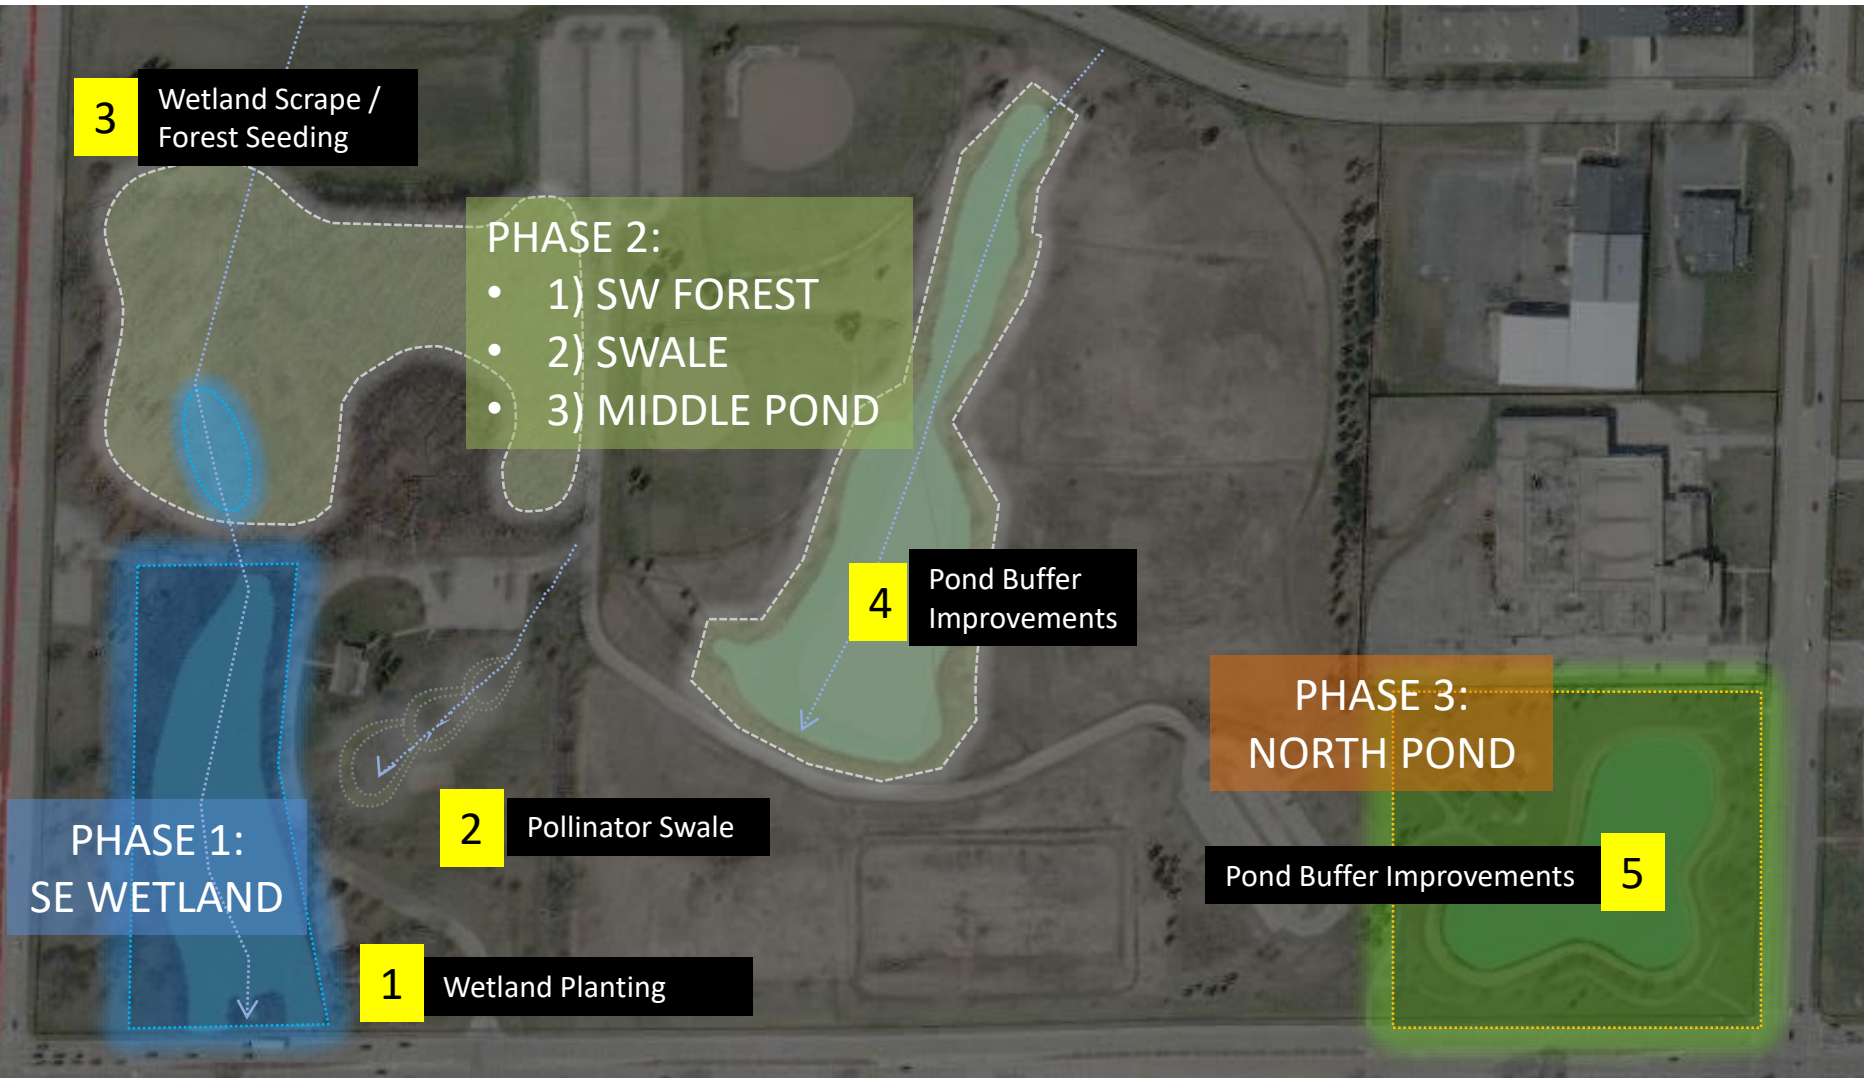 3
Wetland Scrape /
Forest Seeding
PHASE 2:
• 1) SW FOREST
• 2) SWALE
• 3) MIDDLE POND
4
Pond Buffer
Improvements
PHASE 3:
NORTH POND
Pond Buffer Improvements
5
2
Pollinator Swale
PHASE 1:
SE WETLAND
1
Wetland Planting